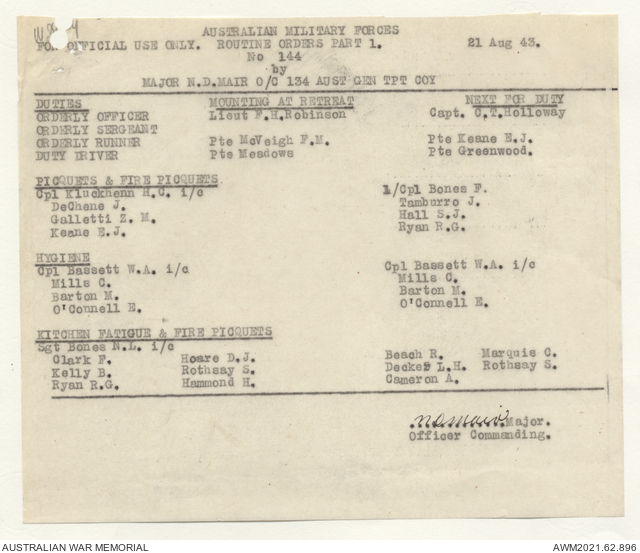 AUSTRALIAN MILITARY FORCES
FOR OFFICIAL USE ONLY. ROUTINE ORDERS PART 1. 21 Aug 43.
No 144
by
MAJOR N.D.MAIR O/C 134 AUST GEN TPT COY
DUTIES MOUNTING AT RETREAT NEXT FOR DUTY
ORDERLY OFFICER Lieut F.H.Robinson Capt. C.T.Holloway
ORDERLY SERGEANT
ORDERLY RUNNER Pte McVeigh F.M. Pte Keane E.J.
DUTY DRIVER Pte Meadows Pte Greenwood.
PICQUETS & FIRE PICQUETS
Cpl Kluckhenn H.C. i/c 1/Cpl Bones F.
DeChene J. Tamburro J.
Galletti Z. M. Hall S.J.
Keane E.J. Ryan R.G.
HYGIENE
Cpl Bassett W.A. i/c Cpl Bassett W.A. i/c
Mills C. Mills C.
Barton M. Barton M.
O'Connell E. O'Connell E.
KITCHEN FATIGUE & FIRE PICQUETS
Sgt Bones N.L. i/c
Clark F. Hoare D.J. Beach R. Marquis C.
Kelly B. Rothsay S. Decker L.H. Rothsay S.
Ryan R.G. Hammond H. Cameron A.
NDMair Major.
Officer Commanding.
AUSTRALIAN WAR MEMORIAL AWM2021.62.896